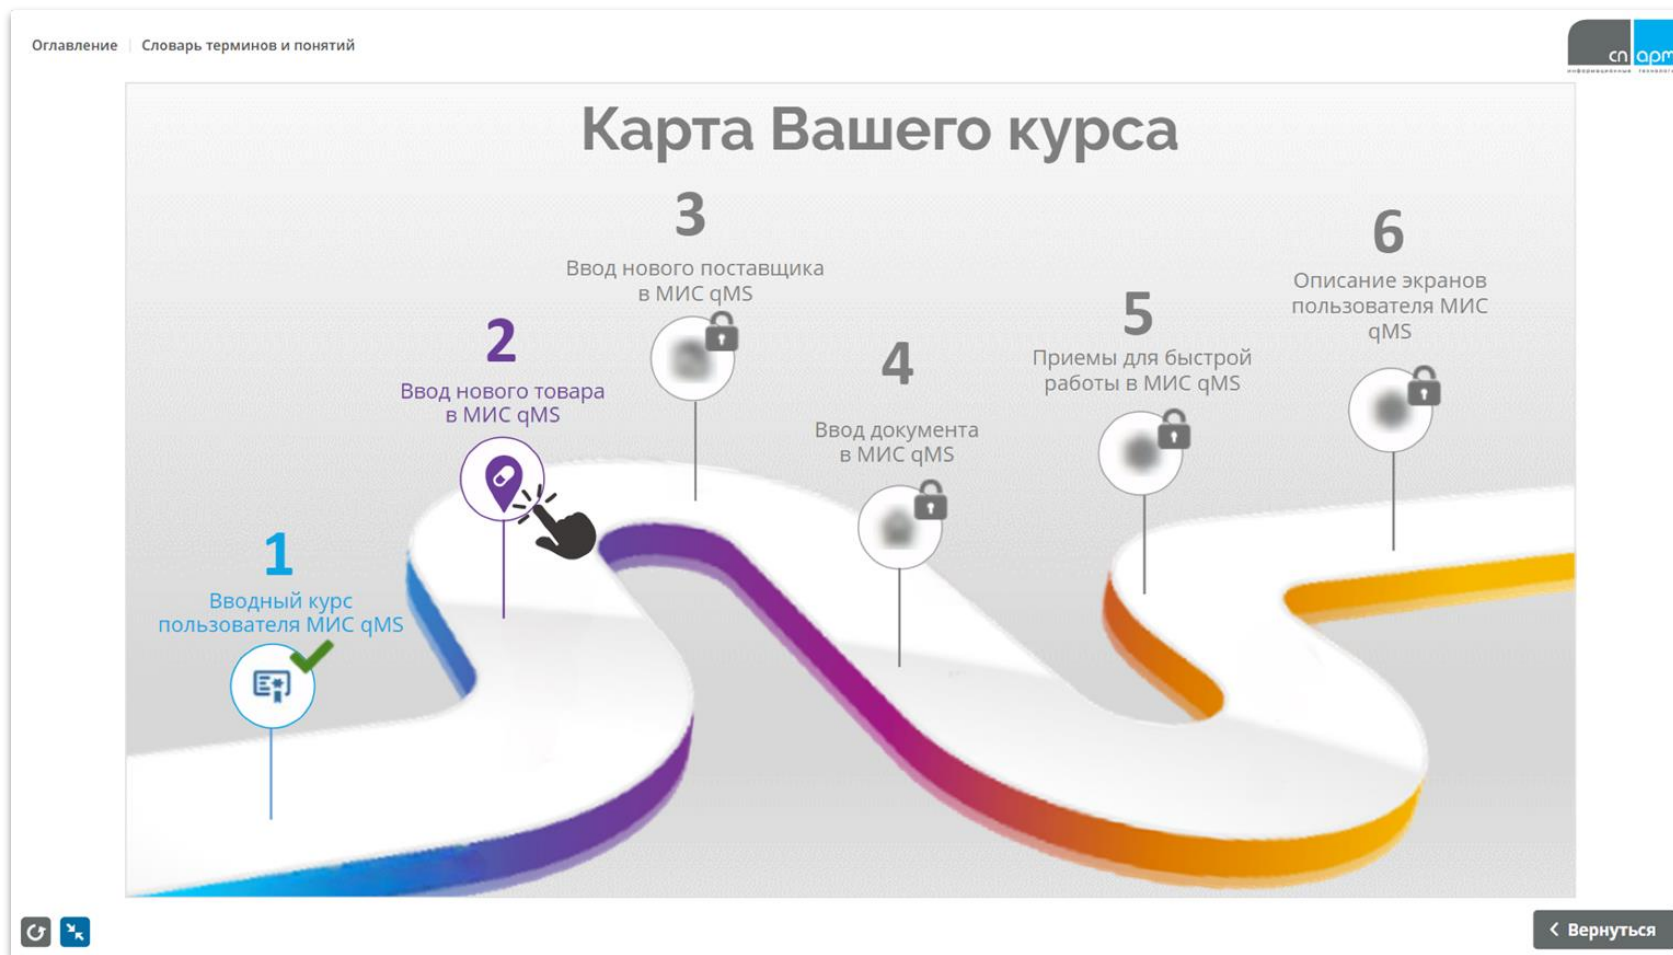 Оглавление
Словарь терминов и понятий
сп арм
Карта Вашего курса
1
Вводный курс
пользователя МИС qMS
2
Ввод нового товара
в МИС qMS
3
Ввод нового поставщика
в МИС qMS
4
Ввод документа
в МИС qMS
5
Приемы для быстрой
работы в МИС qMS
6
Описание экранов
пользователя МИС
qMS
Вернуться